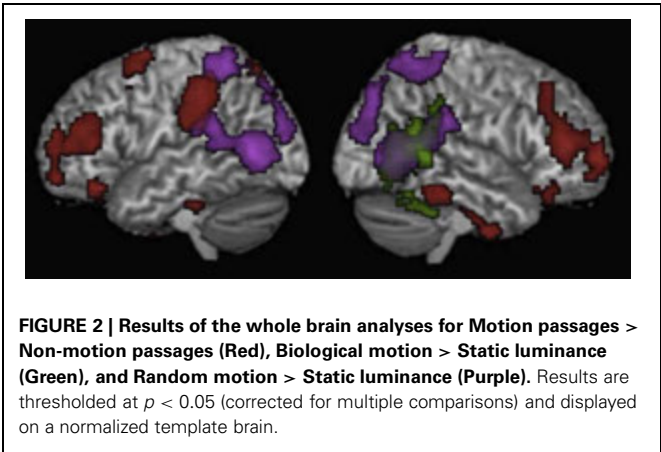 FIGURE 2 | Results of the whole brain analyses for Motion passages >
Non-motion passages (Red), Biological motion > Static luminance
(Green), and Random motion > Static luminance (Purple). Results are
thresholded at p < 0.05 (corrected for multiple comparisons) and displayed
on a normalized template brain.